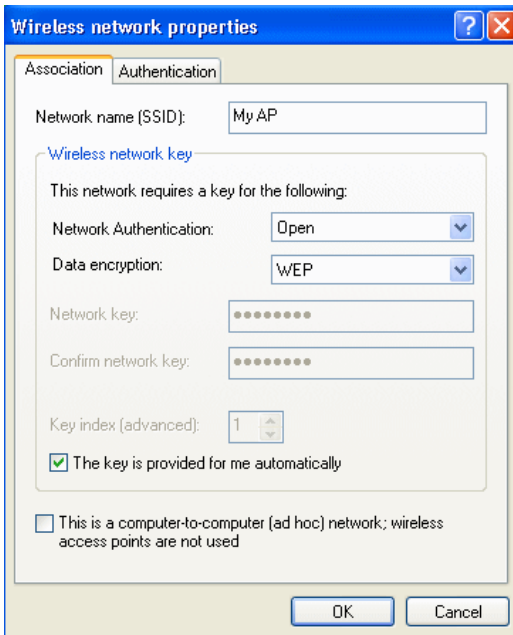 Wireless network properties
Association Authentication
Network name (SSID): My AP
Wireless network key
This network requires a key for the following:
Network Authentication: Open
Data encryption: WEP
Network key: ●●●●●●●●
Confirm network key: ●●●●●●●●
Key index (advanced): 1
The key is provided for me automatically
This is a computer-to-computer (ad hoc) network; wireless
access points are not used
OK Cancel